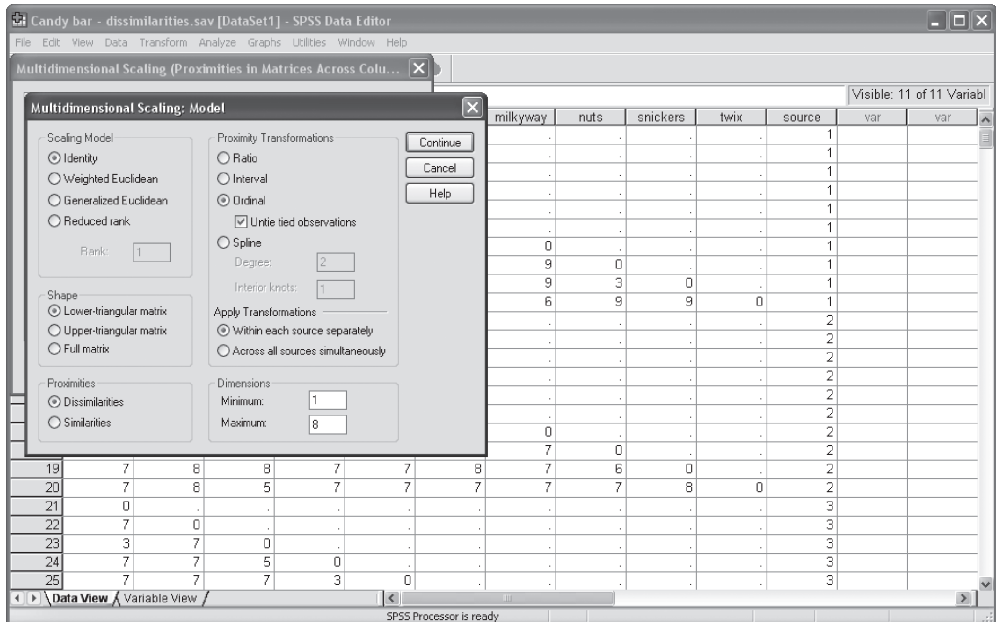 Candy bar - dissimilarities.sav [DataSet1] - SPSS Data Editor
File Edit View Data Transform Analyze Graphs Utilities Window Help
Multidimensional Scaling (Proximities in Matrices Across Colu...
Visible: 11 of 11 Variabl
Multidimensional Scaling: Model
Scaling Model
Identity
Weighted Euclidean
Generalized Euclidean
Reduced rank
Rank: 1
Shape
Lower-triangular matrix
Upper-triangular matrix
Full matrix
Proximities
Dissimilarities
Similarities
Proximity Transformations
Ratio
Interval
Ordinal
Untie tied observations
Spline
Degree: 2
Interior knots: 1
Apply Transformations
Within each source separately
Across all sources simultaneously
Dimensions
Minimum: 1
Maximum: 8
Continue
Cancel
Help
milkyway nuts snickers twix source var var
. . . . 1
. . . . 1
. . . . 1
. . . . 1
. . . . 1
. . . . 1
0 . . . 1
9 0 . . 1
9 3 0 . 1
6 9 9 0 1
. . . . 2
. . . . 2
. . . . 2
. . . . 2
. . . . 2
. . . . 2
0 . . . 2
7 0 . . 2
19 7 8 8 7 7 8 7 6 0 . 2
20 7 8 5 7 7 7 7 7 8 0 2
21 0 . . . . . . . . . 3
22 7 0 . . . . . . . . 3
23 3 7 0 . . . . . . . 3
24 7 7 5 0 . . . . . . 3
25 7 7 7 3 0 . . . . . 3
Data View Variable View
SPSS Processor is ready